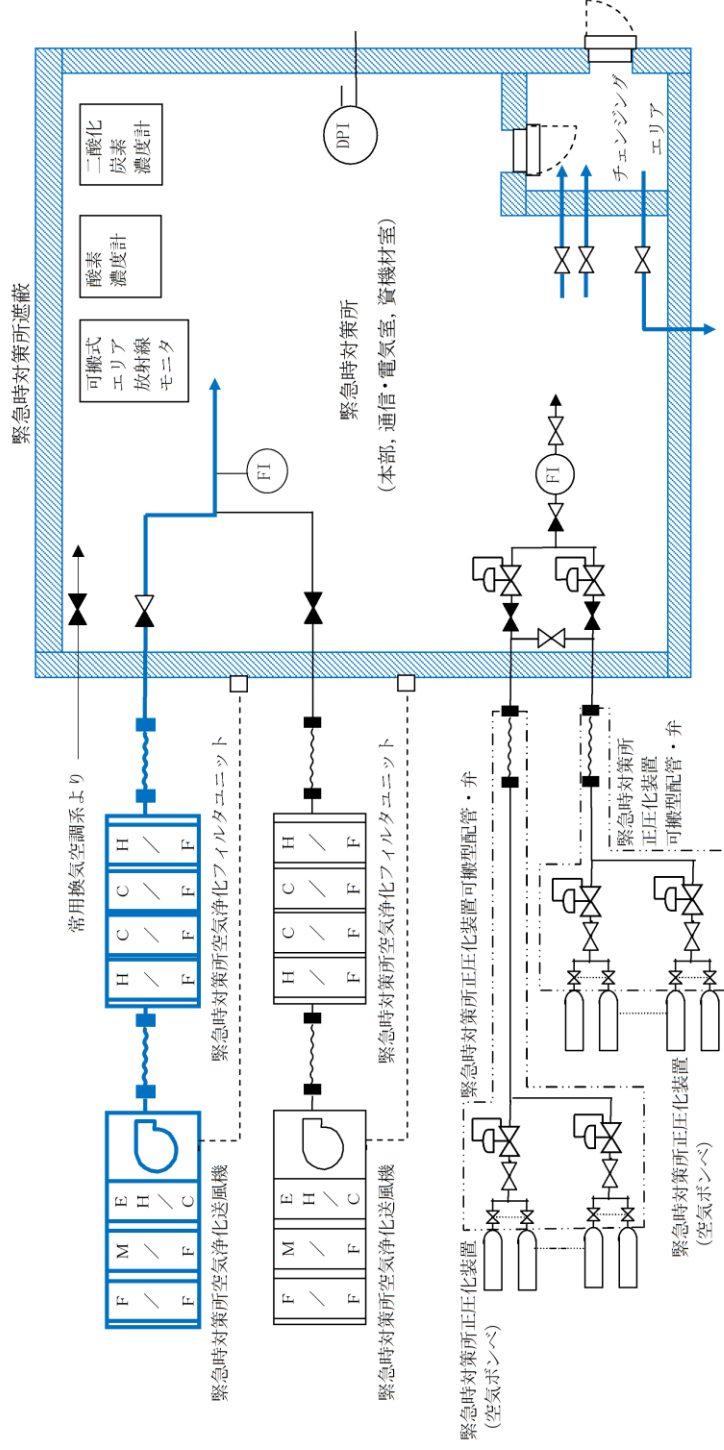 緊急時対策所遮蔽
常用換気空調系より
可搬式
エリア
放射線
モニタ
酸素
濃度計
二酸化
炭素
濃度計
F/F
M/F
EH/C
H/F
C/F
C/F
H/F
緊急時対策所空気浄化送風機
緊急時対策所空気浄化フィルタユニット
FI
DPI
F/F
M/F
EH/C
H/F
C/F
C/F
H/F
緊急時対策所空気浄化送風機
緊急時対策所空気浄化フィルタユニット
緊急時対策所
(本部, 通信・電気室, 資機材室)
緊急時対策所正圧化装置
(空気ボンベ)
緊急時対策所正圧化装置可搬型配管・弁
FI
チェンジング
エリア
緊急時対策所
正圧化装置
可搬型配管・弁
緊急時対策所正圧化装置
(空気ボンベ)